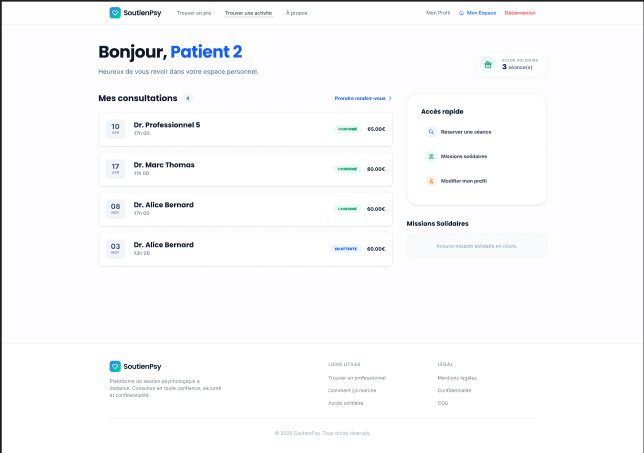 SoutienPsy
Trouver un pro
Trouver une activite
À propos
Mon Profil
Mon Espace
Déconnexion
Bonjour, Patient 2
Heureux de vous revoir dans votre espace personnel.
SOLDE SOLIDAIRE
3 séance(s)
Mes consultations 4
Prendre rendez-vous
10 APR
Dr. Professionnel 5
17h 00
CONFIRMÉ
65.00€
17 APR
Dr. Marc Thomas
11h 00
CONFIRMÉ
80.00€
08 MAY
Dr. Alice Bernard
17h 00
CONFIRMÉ
60.00€
03 MAY
Dr. Alice Bernard
13h 00
EN ATTENTE
60.00€
Accès rapide
Réserver une séance
Missions solidaires
Modifier mon profil
Missions Solidaires
Aucune mission solidaire en cours.
SoutienPsy
Plateforme de soutien psychologique à
distance. Consultez en toute confiance, sécurité
et confidentialité.
LIENS UTILES
Trouver un professionnel
Comment ça marche
Accès solidaire
LÉGAL
Mentions légales
Confidentialité
CGU
© 2026 SoutienPsy. Tous droits réservés.